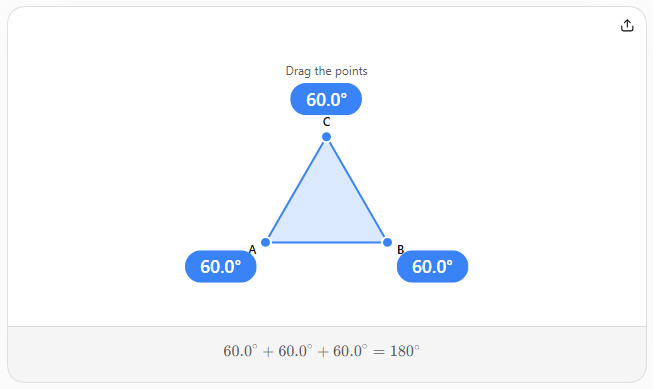 Drag the points
60.0°
C
A
B
60.0°
60.0°
60.0° + 60.0° + 60.0° = 180°